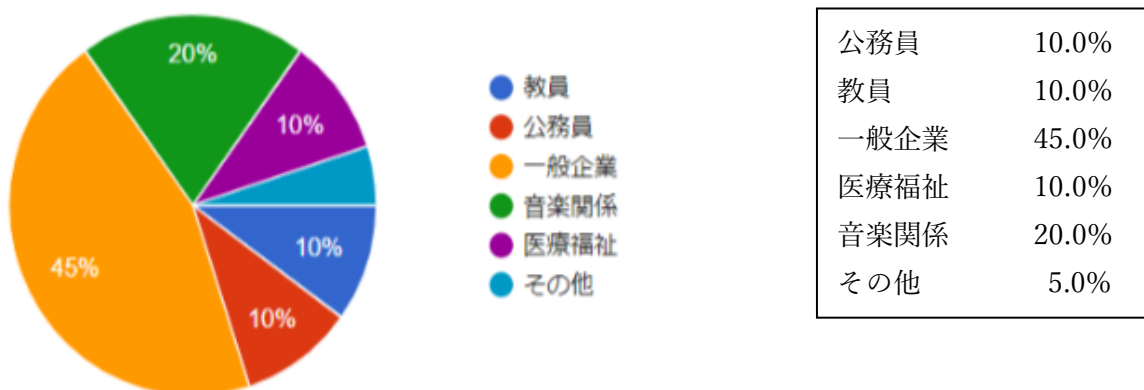 20%
10%
10%
10%
45%
教員
公務員
一般企業
音楽関係
医療福祉
その他
公務員 10.0%
教員 10.0%
一般企業 45.0%
医療福祉 10.0%
音楽関係 20.0%
その他 5.0%